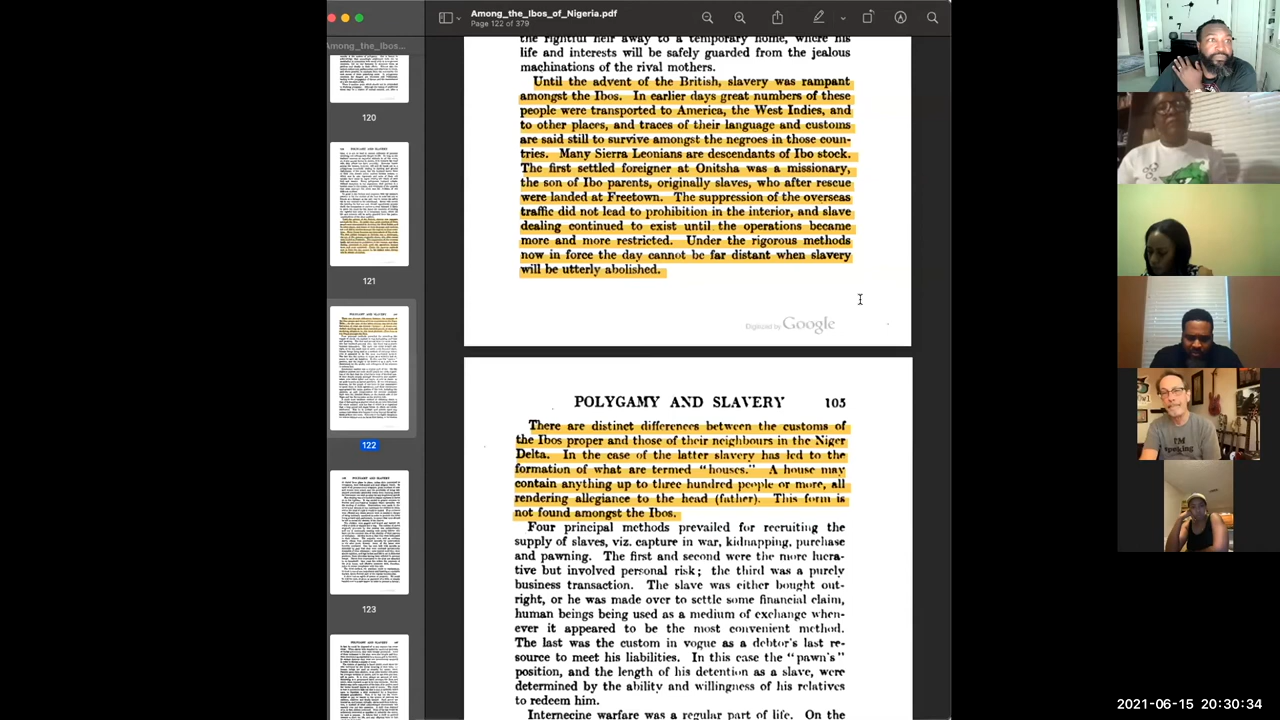 Among_the_Ibos_of_Nigeria.pdf
Page 122 of 379
Among_the_Ibos...
120
121
122
123
the rightful heir away to a temporary home, where his
life and interests will be safely guarded from the jealous
machinations of the rival mothers.
Until the advent of the British, slavery was rampant
amongst the Ibos. In earlier days great numbers of these
people were transported to America, the West Indies, and
to other places, and traces of their language and customs
are said still to survive amongst the negroes in those coun-
tries. Many Sierra Leonians are descendants of Ibo stock.
The first settled foreigner at Onitsha was a missionary,
the son of Ibo parents, originally slaves, who after rescue
were landed at Freetown. The suppression of the overseas
traffic did not lead to prohibition in the interior, and slave
dealing continued to exist until the operations became
more and more restricted. Under the rigorous methods
now in force the day cannot be far distant when slavery
will be utterly abolished.
Digitized by Google
POLYGAMY AND SLAVERY 105
There are distinct differences between the customs of
the Ibos proper and those of their neighbours in the Niger
Delta. In the case of the latter slavery has led to the
formation of what are termed "houses." A house may
contain anything up to three hundred people or more, all
rendering allegiance to the head (father). This form is
not found amongst the Ibos.
Four principal methods prevailed for recruiting the
supply of slaves, viz. capture in war, kidnapping, purchase
and pawning. The first and second were the more lucra-
tive but involved personal risk; the third was a purely
business transaction. The slave was either bought out-
right, or he was made over to settle some financial claim,
human beings being used as a medium of exchange when-
ever it appeared to be the most convenient method.
The last was the custom in vogue as a debtor's last re-
source to meet his liabilities. In this case the "pawn's"
position, and the length of his detention as a slave were
determined by the ability and willingness of his relatives
to redeem him.
Internecine warfare was a regular part of life. On the
I'M
speaking
2021-06-15 20:30:34